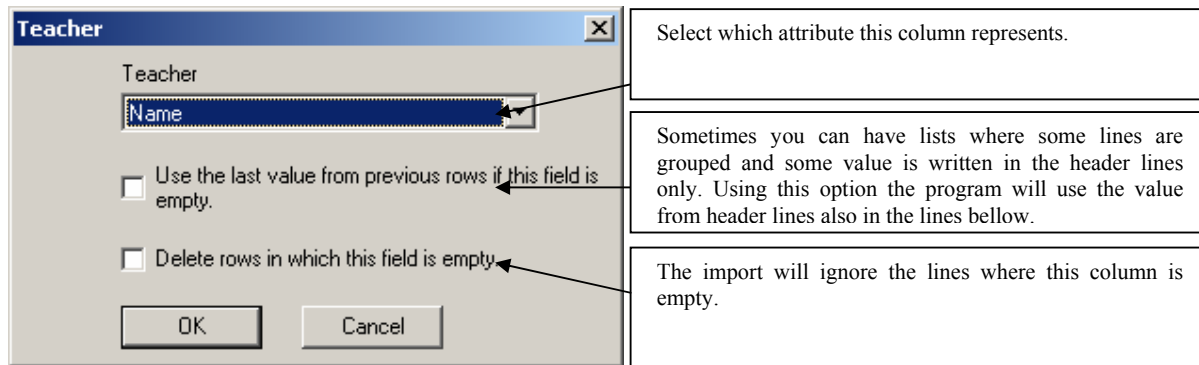 Teacher
Teacher
Name
Use the last value from previous rows if this field is
empty.
Delete rows in which this field is empty.
OK
Cancel
Select which attribute this column represents.
Sometimes you can have lists where some lines are
grouped and some value is written in the header lines
only. Using this option the program will use the value
from header lines also in the lines bellow.
The import will ignore the lines where this column is
empty.